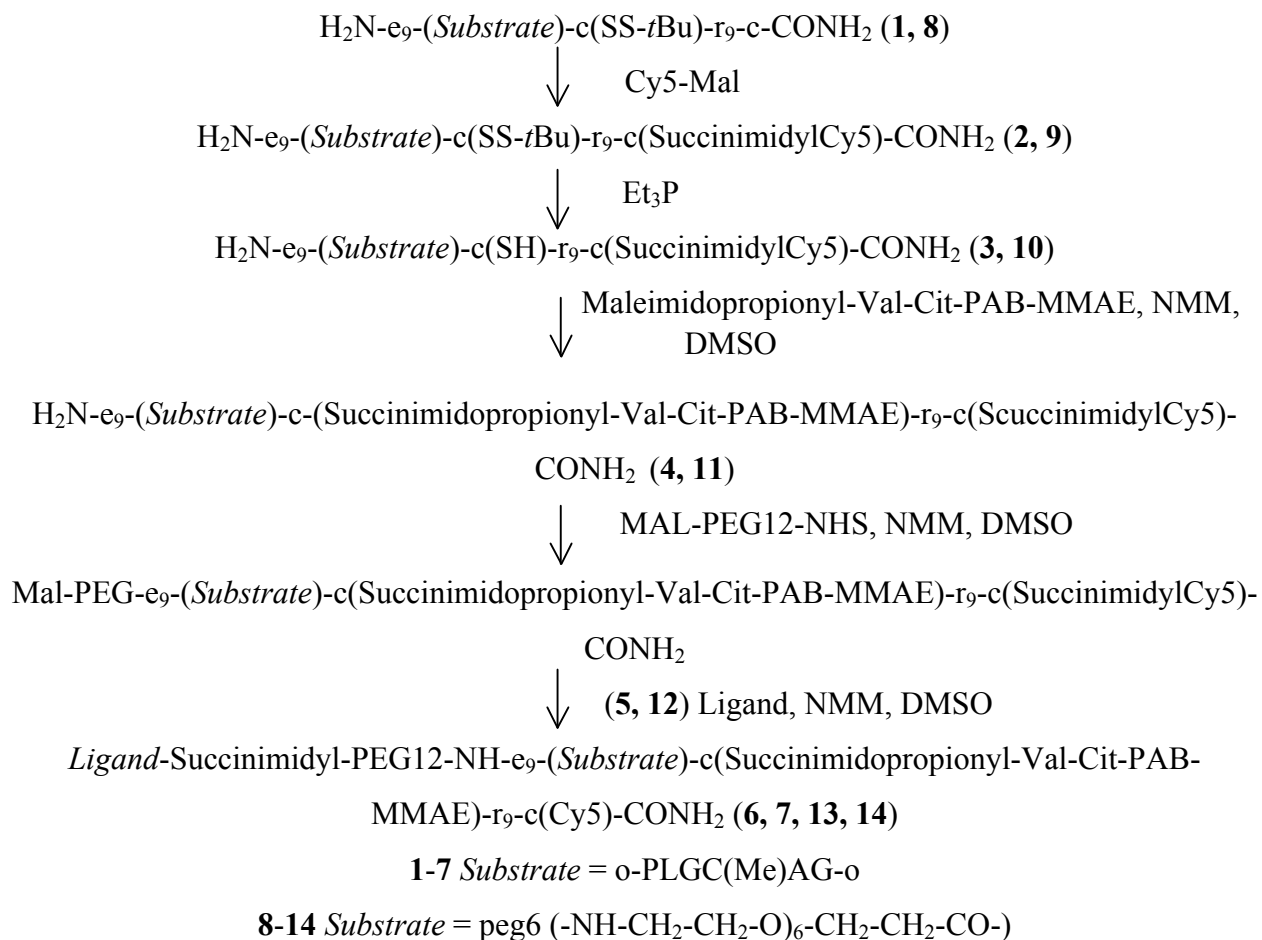 H₂N-e₉-(Substrate)-c(SS-tBu)-r₉-c-CONH₂ (1, 8)
Cy5-Mal
H₂N-e₉-(Substrate)-c(SS-tBu)-r₉-c(SuccinimidylCy5)-CONH₂ (2, 9)
Et₃P
H₂N-e₉-(Substrate)-c(SH)-r₉-c(SuccinimidylCy5)-CONH₂ (3, 10)
Maleimidopropionyl-Val-Cit-PAB-MMAE, NMM,
DMSO
H₂N-e₉-(Substrate)-c-(Succinimidopropionyl-Val-Cit-PAB-MMAE)-r₉-c(ScuccinimidylCy5)-
CONH₂ (4, 11)
MAL-PEG12-NHS, NMM, DMSO
Mal-PEG-e₉-(Substrate)-c(Succinimidopropionyl-Val-Cit-PAB-MMAE)-r₉-c(SuccinimidylCy5)-
CONH₂
(5, 12) Ligand, NMM, DMSO
Ligand-Succinimidyl-PEG12-NH-e₉-(Substrate)-c(Succinimidopropionyl-Val-Cit-PAB-
MMAE)-r₉-c(Cy5)-CONH₂ (6, 7, 13, 14)
1-7 Substrate = o-PLGC(Me)AG-o
8-14 Substrate = peg6 (-NH-CH₂-CH₂-O)₆-CH₂-CH₂-CO-)